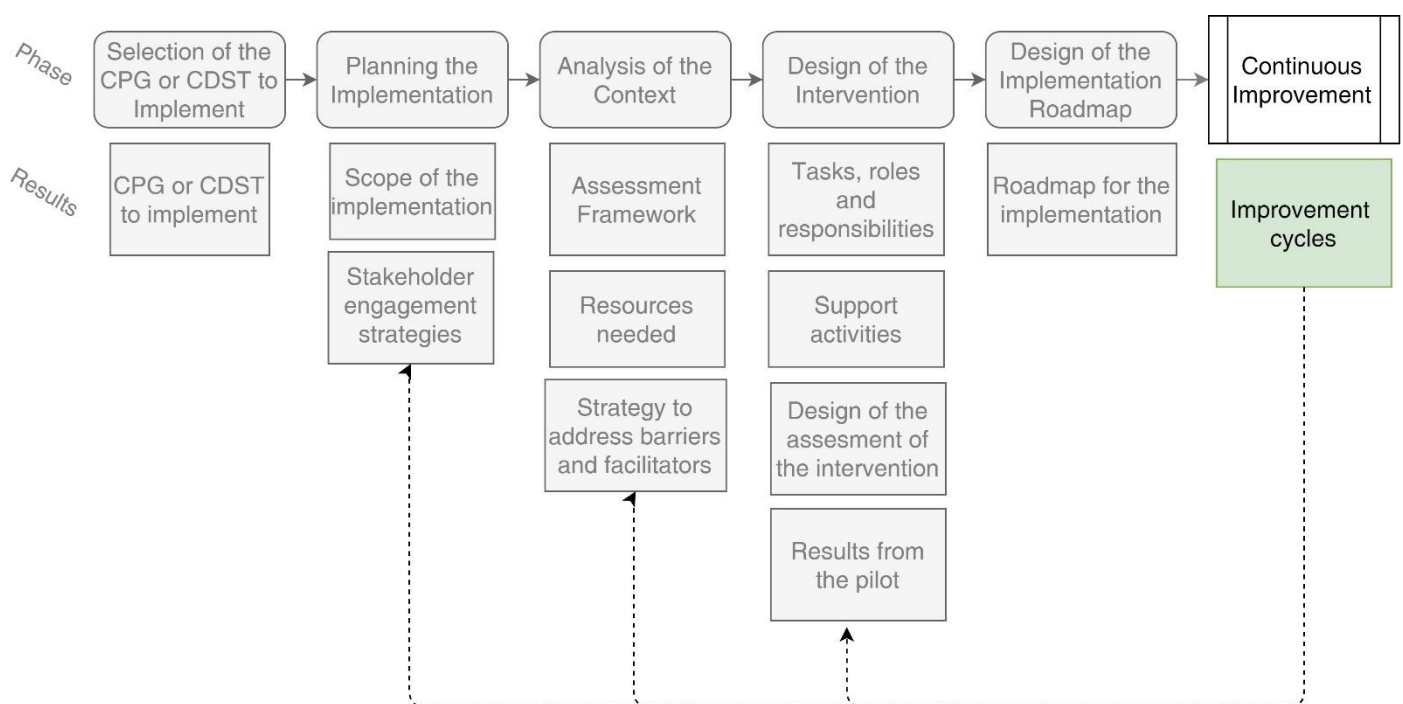 Phase
Selection of the
CPG or CDST to
Implement
Planning the
Implementation
Analysis of the
Context
Design of the
Intervention
Design of the
Implementation
Roadmap
Continuous
Improvement
Results
CPG or CDST
to implement
Scope of the
implementation
Stakeholder
engagement
strategies
Assessment
Framework
Resources
needed
Strategy to
address barriers
and facilitators
Tasks, roles
and
responsibilities
Support
activities
Design of the
assesment of
the intervention
Results from
the pilot
Roadmap for the
implementation
Improvement
cycles